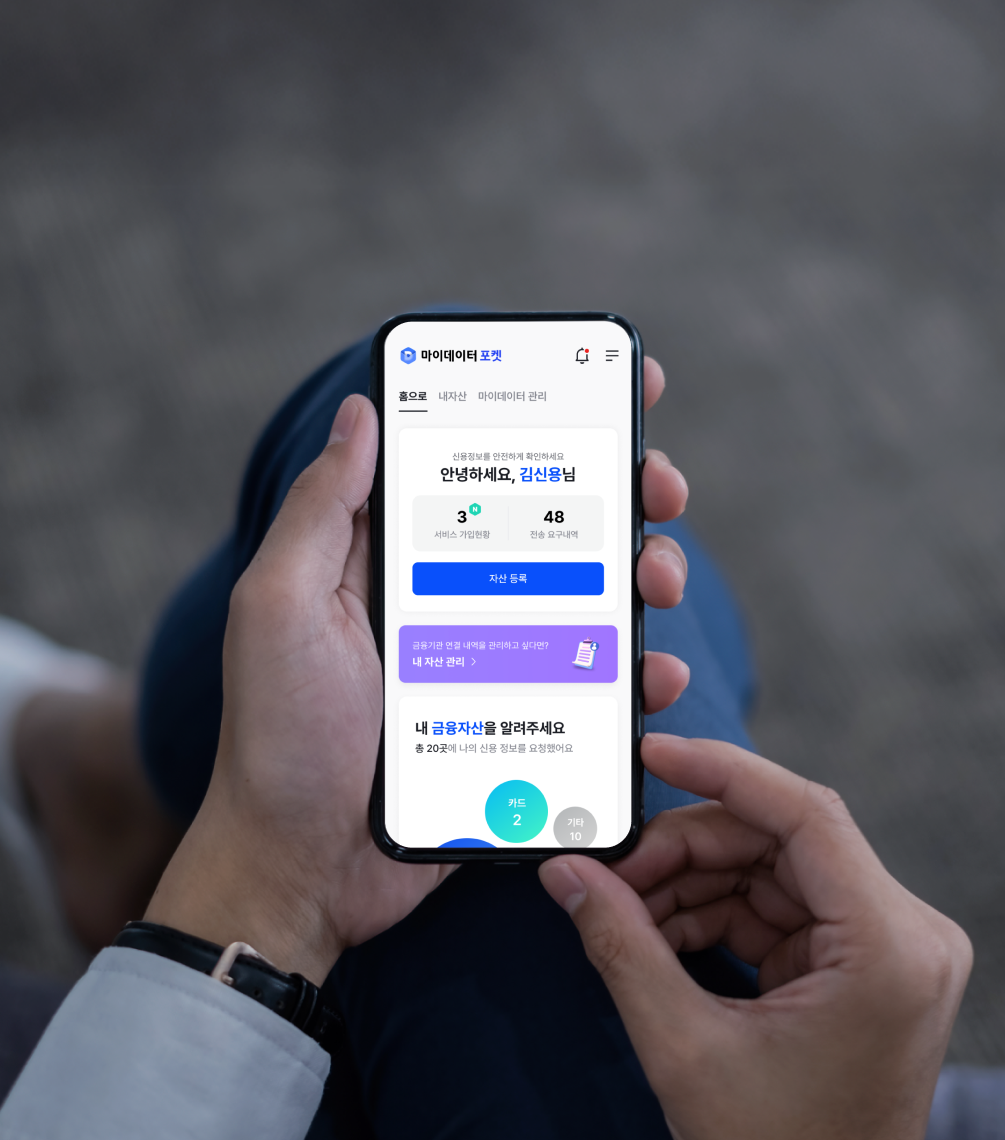 마이데이터 포켓
홈으로 내자산 마이데이터 관리
신용정보를 안전하게 확인하세요
안녕하세요, 김신용님
3 N 48
서비스 가입현황 전송 요구내역
자산 등록
금융기관 연결 내역을 관리하고 싶다면?
내 자산 관리 >
내 금융자산을 알려주세요
총 20곳에 나의 신용 정보를 요청했어요
카드
2
기타
10